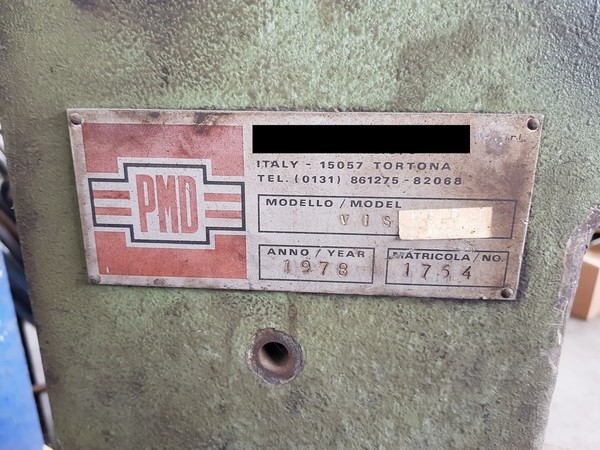 PMD
ITALY - 15057 TORTONA
TEL. (0131) 861275 - 82068
MODELLO / MODEL
VIS
ANNO / YEAR
1978
MATRICOLA / NO.
1754